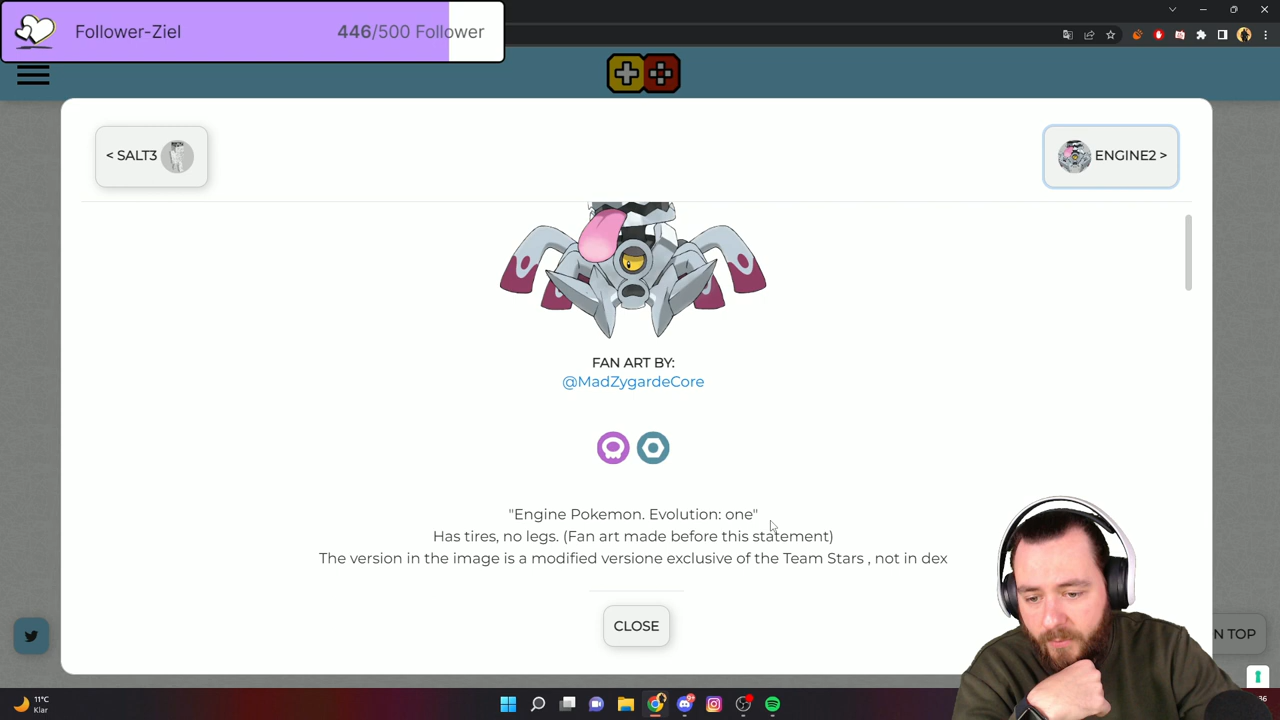 Follower-Ziel 446/500 Follower
< SALT3
ENGINE2 >
FAN ART BY:
@MadZygardeCore
"Engine Pokemon. Evolution: one"
Has tires, no legs. (Fan art made before this statement)
The version in the image is a modified versione exclusive of the Team Stars , not in dex
CLOSE
N TOP
11°C
Klar